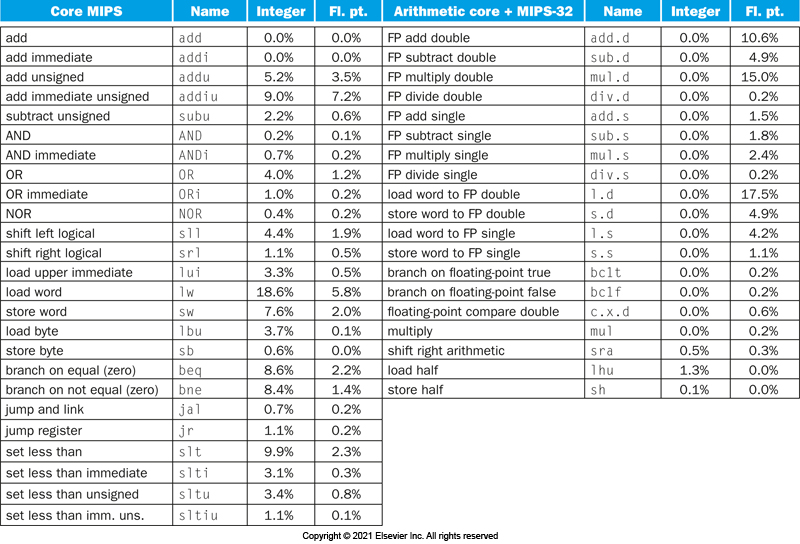 Core MIPS Name Integer Fl. pt. Arithmetic core + MIPS-32 Name Integer Fl. pt.
add add 0.0% 0.0% FP add double add.d 0.0% 10.6%
add immediate addi 0.0% 0.0% FP subtract double sub.d 0.0% 4.9%
add unsigned addu 5.2% 3.5% FP multiply double mul.d 0.0% 15.0%
add immediate unsigned addiu 9.0% 7.2% FP divide double div.d 0.0% 0.2%
subtract unsigned subu 2.2% 0.6% FP add single add.s 0.0% 1.5%
AND AND 0.2% 0.1% FP subtract single sub.s 0.0% 1.8%
AND immediate ANDi 0.7% 0.2% FP multiply single mul.s 0.0% 2.4%
OR OR 4.0% 1.2% FP divide single div.s 0.0% 0.2%
OR immediate ORi 1.0% 0.2% load word to FP double l.d 0.0% 17.5%
NOR NOR 0.4% 0.2% store word to FP double s.d 0.0% 4.9%
shift left logical sll 4.4% 1.9% load word to FP single l.s 0.0% 4.2%
shift right logical srl 1.1% 0.5% store word to FP single s.s 0.0% 1.1%
load upper immediate lui 3.3% 0.5% branch on floating-point true bclt 0.0% 0.2%
load word lw 18.6% 5.8% branch on floating-point false bclf 0.0% 0.2%
store word sw 7.6% 2.0% floating-point compare double c.x.d 0.0% 0.6%
load byte lbu 3.7% 0.1% multiply mul 0.0% 0.2%
store byte sb 0.6% 0.0% shift right arithmetic sra 0.5% 0.3%
branch on equal (zero) beq 8.6% 2.2% load half lhu 1.3% 0.0%
branch on not equal (zero) bne 8.4% 1.4% store half sh 0.1% 0.0%
jump and link jal 0.7% 0.2%
jump register jr 1.1% 0.2%
set less than slt 9.9% 2.3%
set less than immediate slti 3.1% 0.3%
set less than unsigned sltu 3.4% 0.8%
set less than imm. uns. sltiu 1.1% 0.1%
Copyright © 2021 Elsevier Inc. All rights reserved